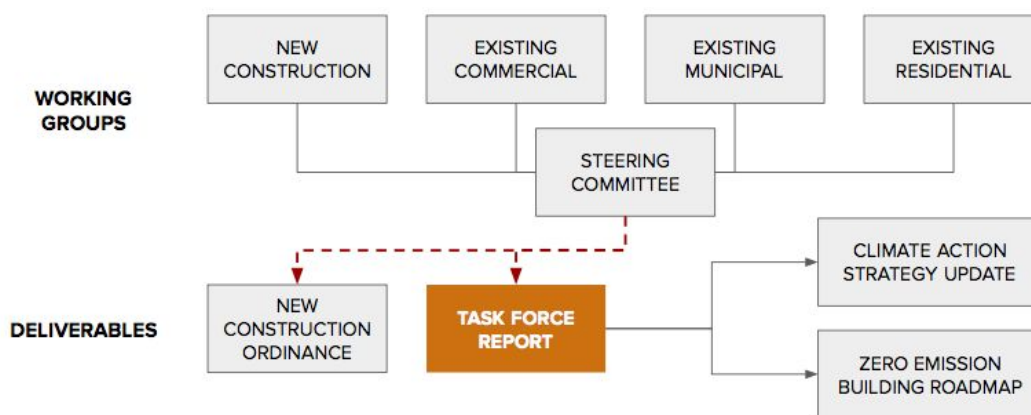 NEW
CONSTRUCTION
EXISTING
COMMERCIAL
EXISTING
MUNICIPAL
EXISTING
RESIDENTIAL
WORKING
GROUPS
STEERING
COMMITTEE
CLIMATE ACTION
STRATEGY UPDATE
DELIVERABLES
NEW
CONSTRUCTION
ORDINANCE
TASK FORCE
REPORT
ZERO EMISSION
BUILDING ROADMAP